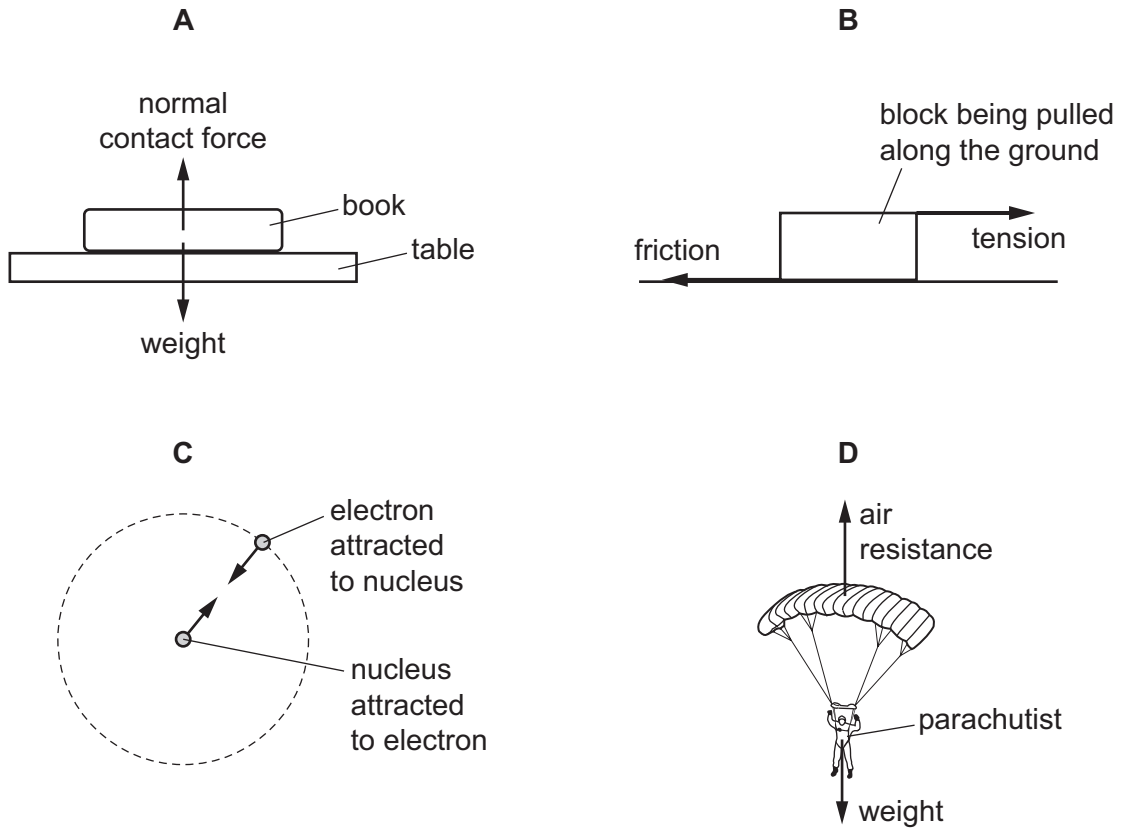 A
normal
contact force
book
table
weight
B
block being pulled
along the ground
friction
tension
C
electron
attracted
to nucleus
nucleus
attracted
to electron
D
air
resistance
parachutist
weight